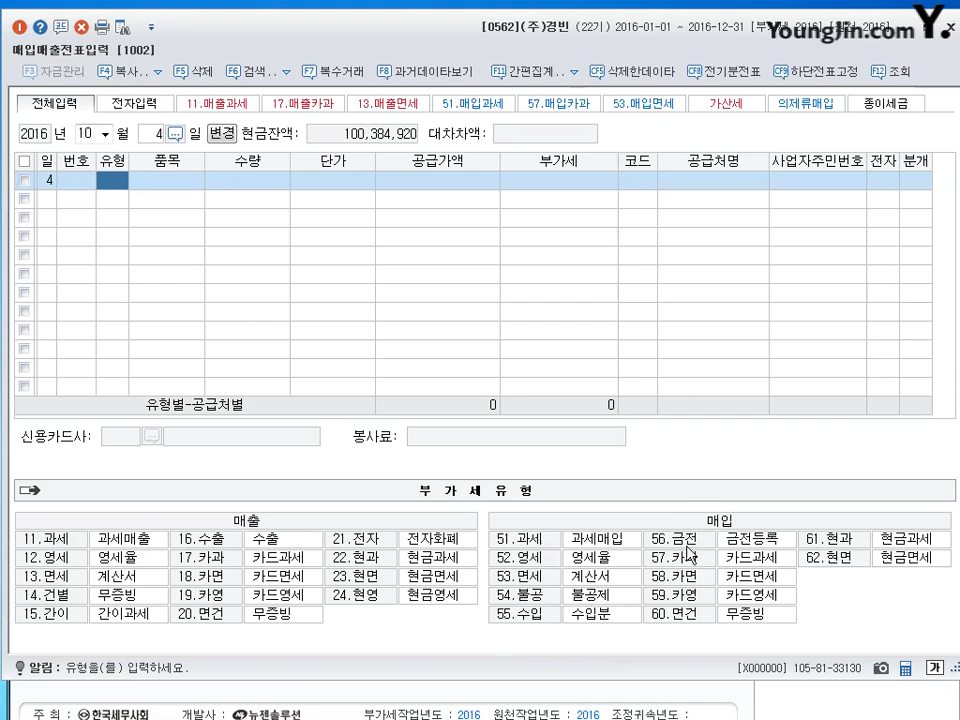 [0562](주)경빈 (22기) 2016-01-01 ~ 2016-12-31 [부가세 2016] [원천 2016]
Younglin.com Y.
매입매출전표입력 [1002]
F3 자금관리 F4 복사.. F5 삭제 F6 검색.. F7 복수거래 F8 과거데이타보기 F11 간편집계.. CF5 삭제한데이타 CF8 전기분전표 CF9 하단전표고정 F12 조회
전체입력 전자입력 11.매출과세 17.매출카과 13.매출면세 51.매입과세 57.매입카과 53.매입면세 가산세 의제류매입 종이세금
2016 년 10 월 4 일 변경 현금잔액: 100,384,920 대차차액:
일 번호 유형 품목 수량 단가 공급가액 부가세 코드 공급처명 사업자주민번호 전자 분개
4
유형별-공급처별 0 0
신용카드사: 봉사료:
부 가 세 유 형
매출 매입
11.과세 과세매출 16.수출 수출 21.전자 전자화폐 51.과세 과세매입 56.금전 금전등록 61.현과 현금과세
12.영세 영세율 17.카과 카드과세 22.현과 현금과세 52.영세 영세율 57.카과 카드과세 62.현면 현금면세
13.면세 계산서 18.카면 카드면세 23.현면 현금면세 53.면세 계산서 58.카면 카드면세
14.건별 무증빙 19.카영 카드영세 24.현영 현금영세 54.불공 불공제 59.카영 카드영세
15.간이 간이과세 20.면건 무증빙 55.수입 수입분 60.면건 무증빙
알림 : 유형을(를) 입력하세요. [X000000] 105-81-33130 가
주 최 : 한국세무사회 개발사 : 뉴젠솔루션 부가세작업년도 : 2016 원천작업년도 : 2016 조정귀속년도 :